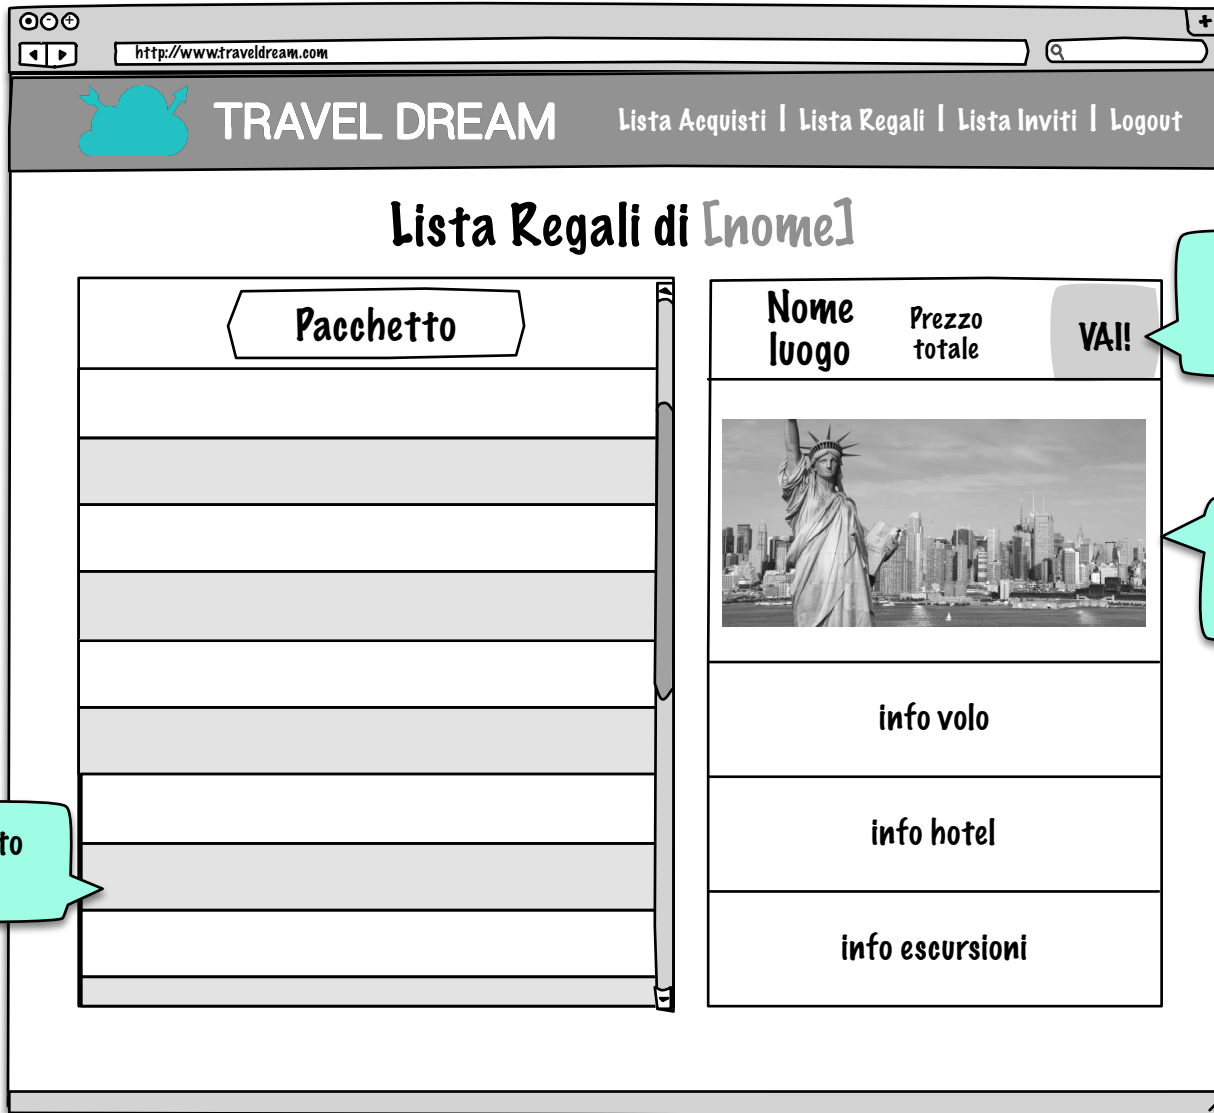 http://www.traveldream.com
TRAVEL DREAM
Lista Acquisti | Lista Regali | Lista Inviti | Logout
Lista Regali di [nome]
Pacchetto
Nome
luogo
Prezzo
totale
VAI!
info volo
info hotel
info escursioni
to